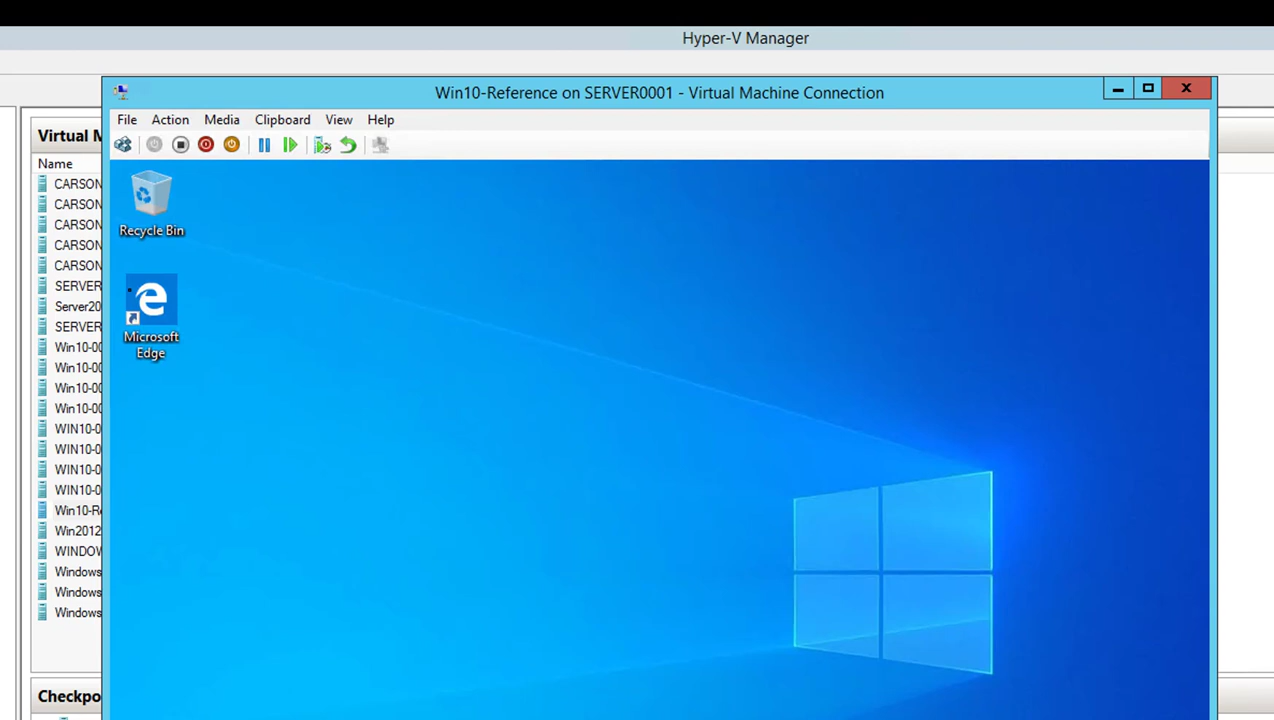 Hyper-V Manager
Win10-Reference on SERVER0001 - Virtual Machine Connection
File Action Media Clipboard View Help
Virtual M
Name
CARSON
CARSON
CARSON
CARSON
CARSON
SERVER
Server20
SERVER
Win10-00
Win10-00
Win10-00
Win10-00
WIN10-0
WIN10-0
WIN10-0
WIN10-0
Win10-Re
Win2012
WINDOW
Windows
Windows
Windows
Checkpo
Recycle Bin
Microsoft
Edge